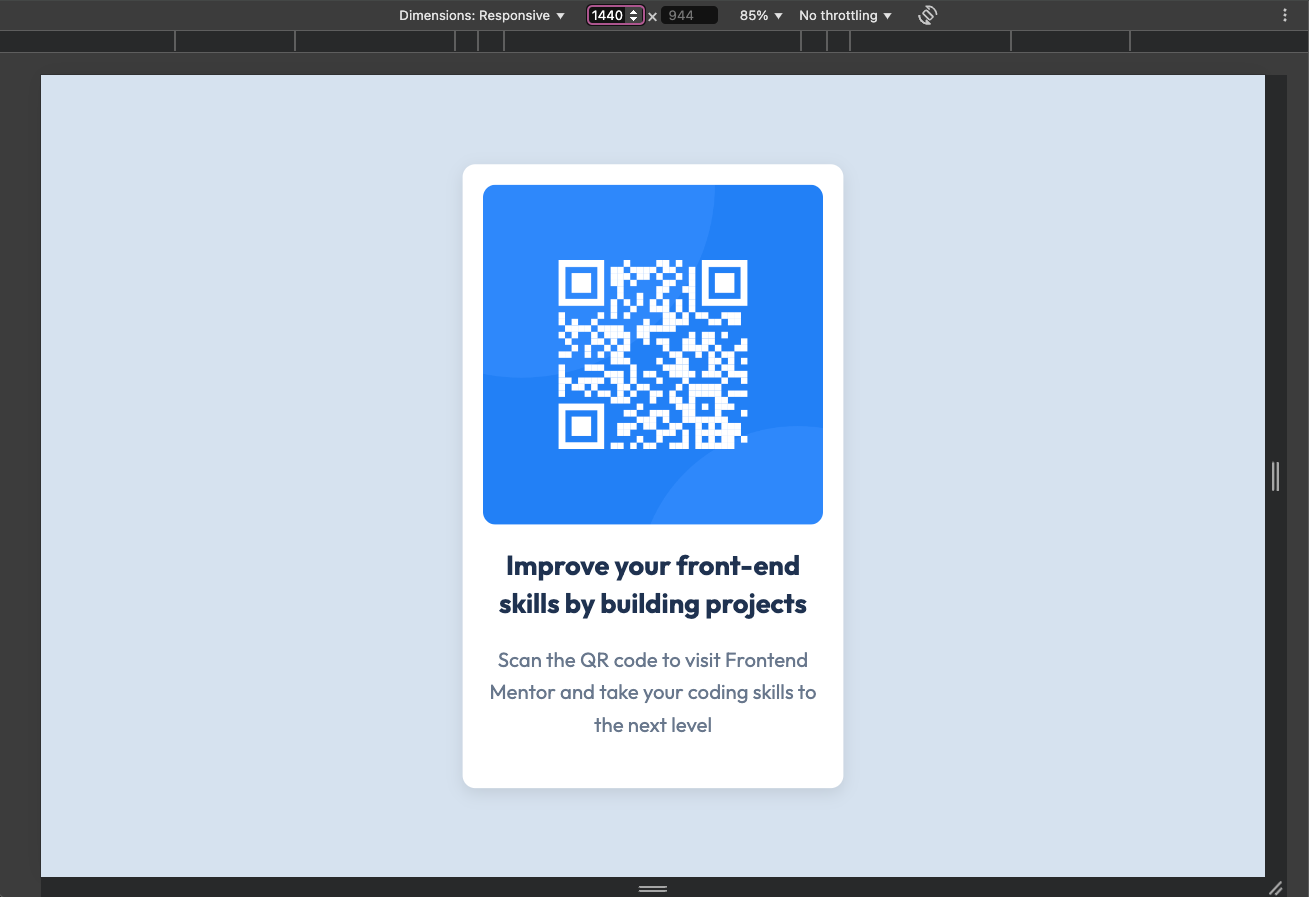 Dimensions: Responsive ▼ 1440 x 944 85% ▼ No throttling ▼
Improve your front-end
skills by building projects
Scan the QR code to visit Frontend
Mentor and take your coding skills to
the next level